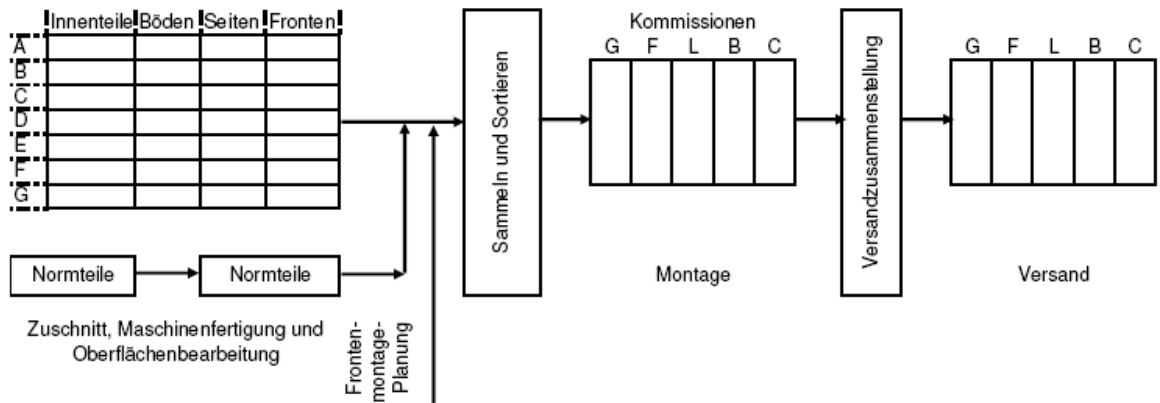 Innenteile Böden Seiten Fronten
A
B
C
D
E
F
G
Normteile
Normteile
Zuschnitt, Maschinenfertigung und
Oberflächenbearbeitung
Fronten-
montage-
Planung
Sammeln und Sortieren
Kommissionen
G F L B C
Montage
Versandzusammenstellung
G F L B C
Versand